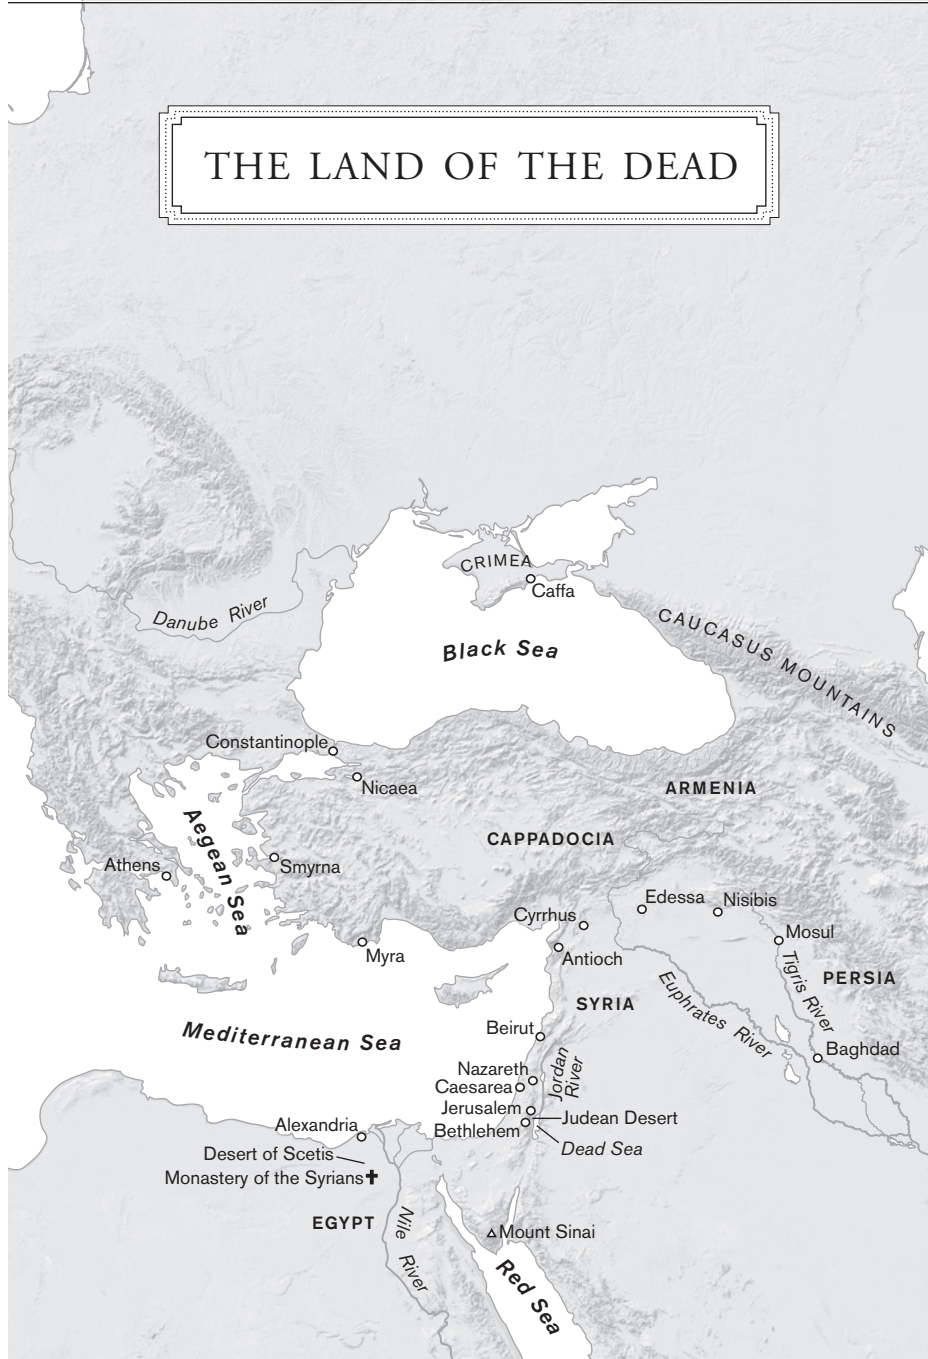 THE LAND OF THE DEAD
CRIMEA
Caffa
Danube River
Black Sea
CAUCASUS MOUNTAINS
Constantinople
Nicaea
ARMENIA
Aegean Sea
CAPPADOCIA
Athens
Smyrna
Edessa
Nisibis
Cyrrhus
Mosul
Myra
Antioch
Tigris River
PERSIA
SYRIA
Euphrates River
Mediterranean Sea
Beirut
Baghdad
Nazareth
Jordan
River
Caesarea
Jerusalem
Judean Desert
Alexandria
Bethlehem
Dead Sea
Desert of Scetis
Monastery of the Syrians
EGYPT
Nile River
Mount Sinai
Red Sea